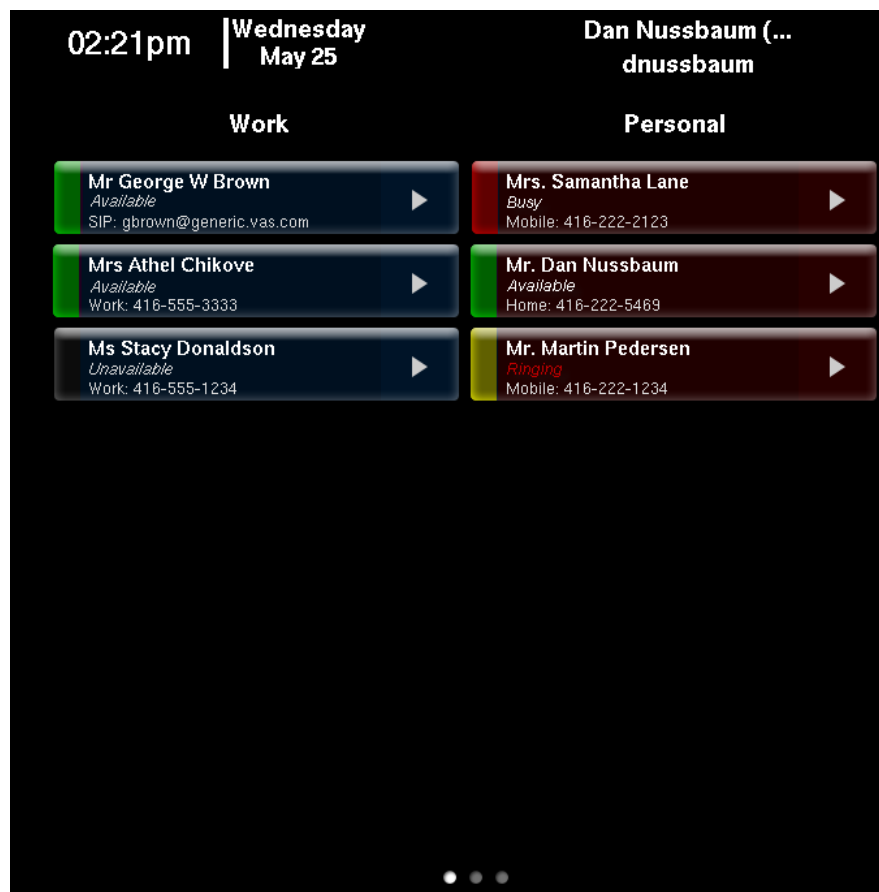 02:21pm
Wednesday
May 25
Dan Nussbaum (...
dnussbaum
Work
Mr George W Brown
Available
SIP: gbrown@generic.vas.com
Mrs Athel Chikove
Available
Work: 416-555-3333
Ms Stacy Donaldson
Unavailable
Work: 416-555-1234
Personal
Mrs. Samantha Lane
Busy
Mobile: 416-222-2123
Mr. Dan Nussbaum
Available
Home: 416-222-5469
Mr. Martin Pedersen
Ringing
Mobile: 416-222-1234